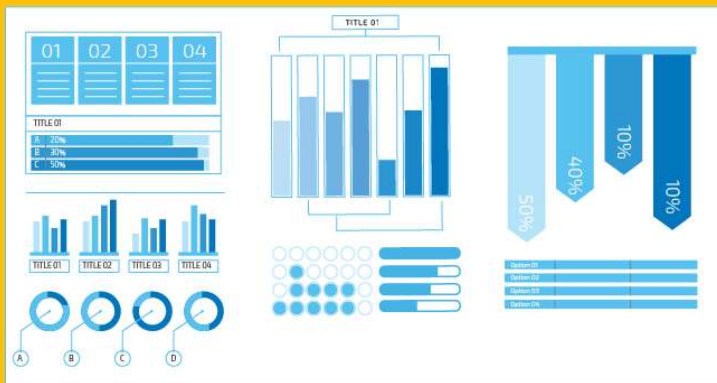 01 02 03 04
TITLE 01
A 20%
B 30%
C 50%
TITLE 01 TITLE 02 TITLE 03 TITLE 04
A B C D
TITLE 01
50% 40% 10% 10%
Option 01
Option 02
Option 03
Option 04